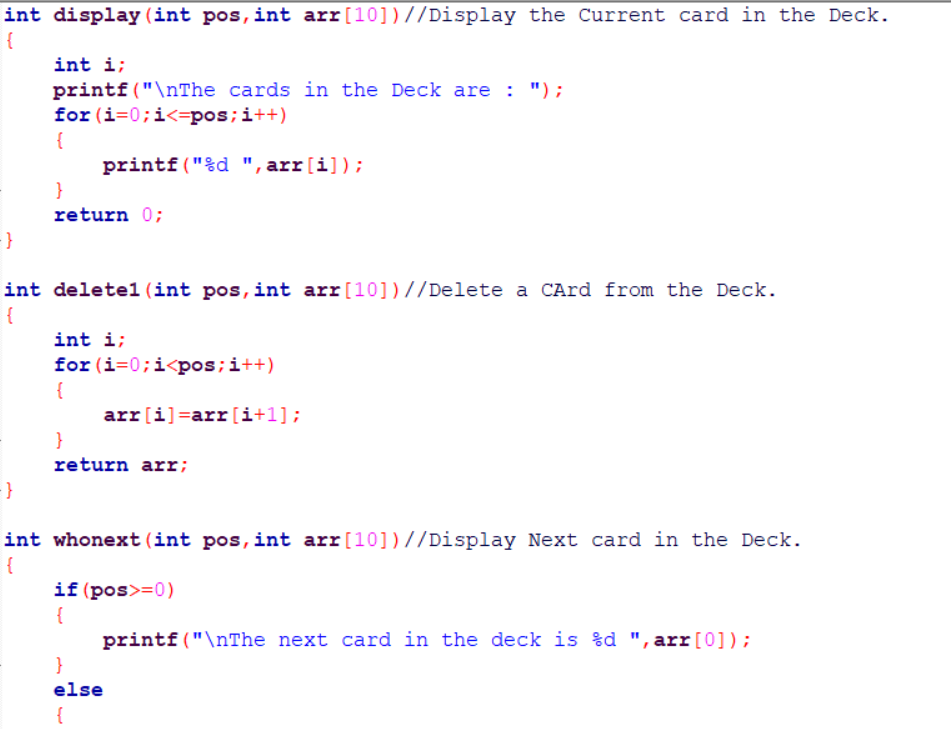 int display(int pos,int arr[10])//Display the Current card in the Deck.
{
    int i;
    printf("\nThe cards in the Deck are : ");
    for(i=0;i<=pos;i++)
    {
        printf("%d ",arr[i]);
    }
    return 0;
}

int delete1(int pos,int arr[10])//Delete a CArd from the Deck.
{
    int i;
    for(i=0;i<pos;i++)
    {
        arr[i]=arr[i+1];
    }
    return arr;
}

int whonext(int pos,int arr[10])//Display Next card in the Deck.
{
    if(pos>=0)
    {
        printf("\nThe next card in the deck is %d ",arr[0]);
    }
    else
    {